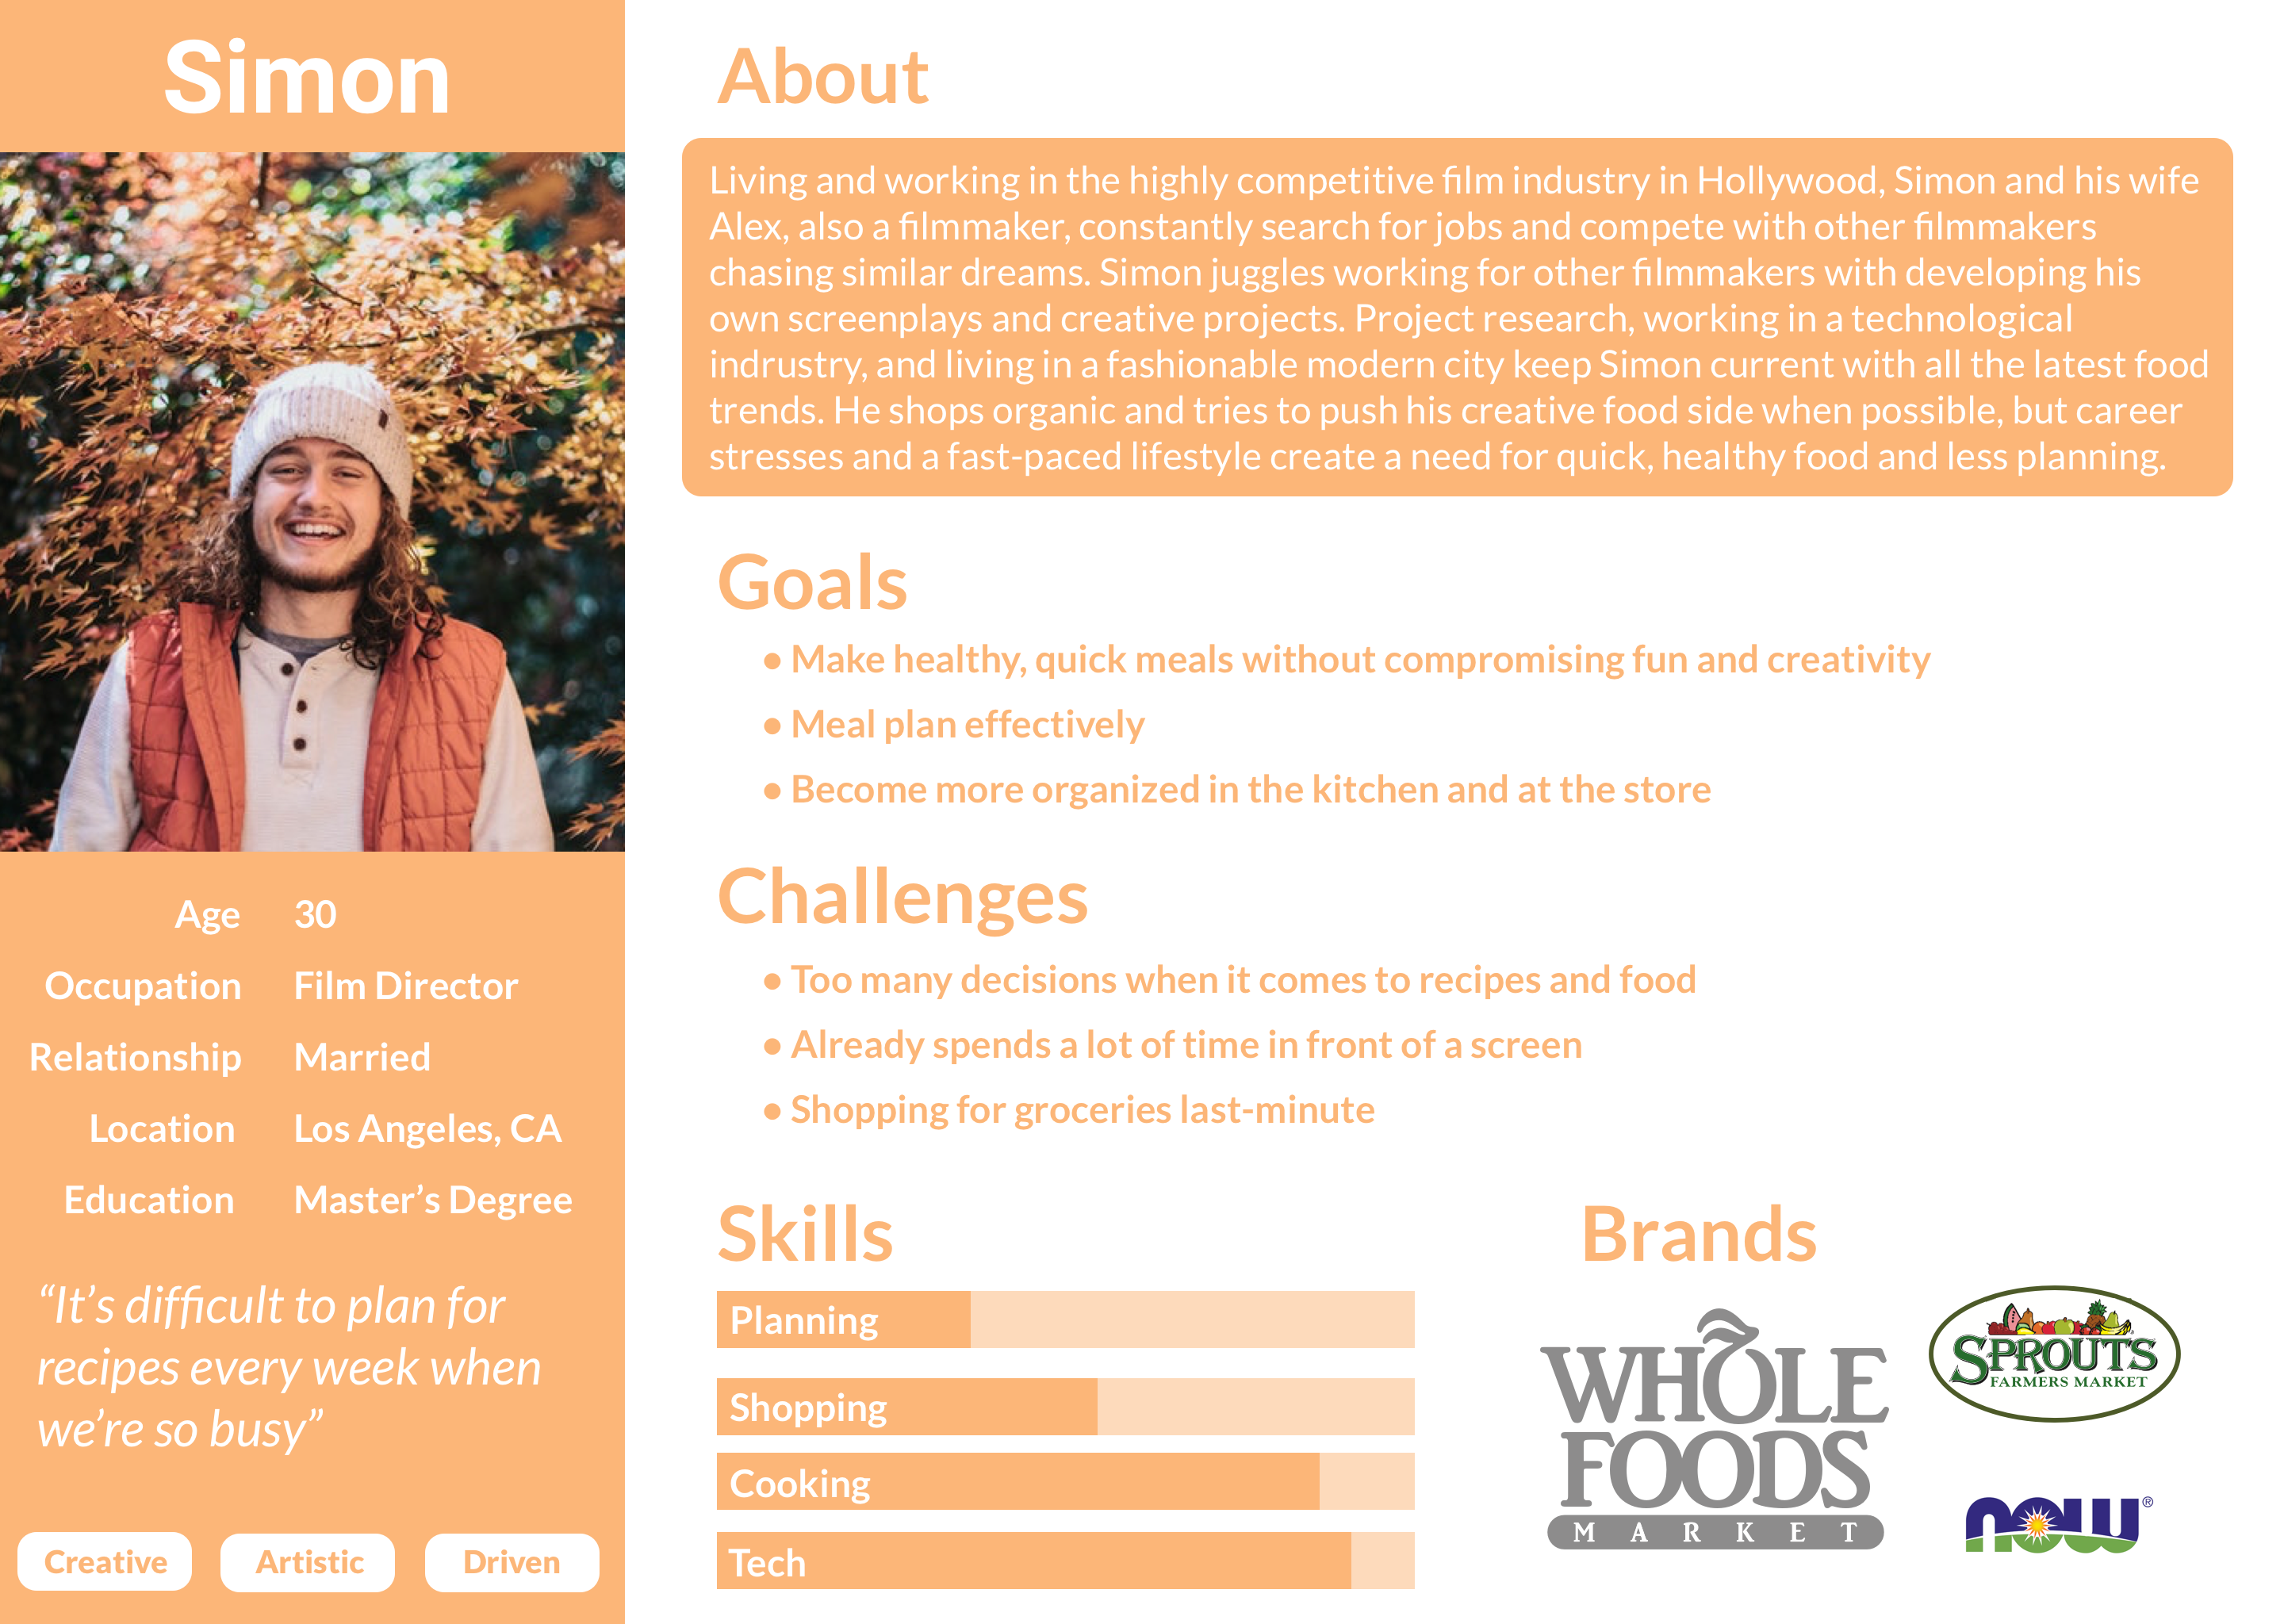 Simon
Age 30
Occupation Film Director
Relationship Married
Location Los Angeles, CA
Education Master’s Degree
“It’s difficult to plan for
recipes every week when
we’re so busy”
Creative Artistic Driven
About
Living and working in the highly competitive film industry in Hollywood, Simon and his wife
Alex, also a filmmaker, constantly search for jobs and compete with other filmmakers
chasing similar dreams. Simon juggles working for other filmmakers with developing his
own screenplays and creative projects. Project research, working in a technological
indrustry, and living in a fashionable modern city keep Simon current with all the latest food
trends. He shops organic and tries to push his creative food side when possible, but career
stresses and a fast-paced lifestyle create a need for quick, healthy food and less planning.
Goals
• Make healthy, quick meals without compromising fun and creativity
• Meal plan effectively
• Become more organized in the kitchen and at the store
Challenges
• Too many decisions when it comes to recipes and food
• Already spends a lot of time in front of a screen
• Shopping for groceries last-minute
Skills
Planning
Shopping
Cooking
Tech
Brands
WHOLE
FOODS
MARKET
SPROUTS
FARMERS MARKET
now®